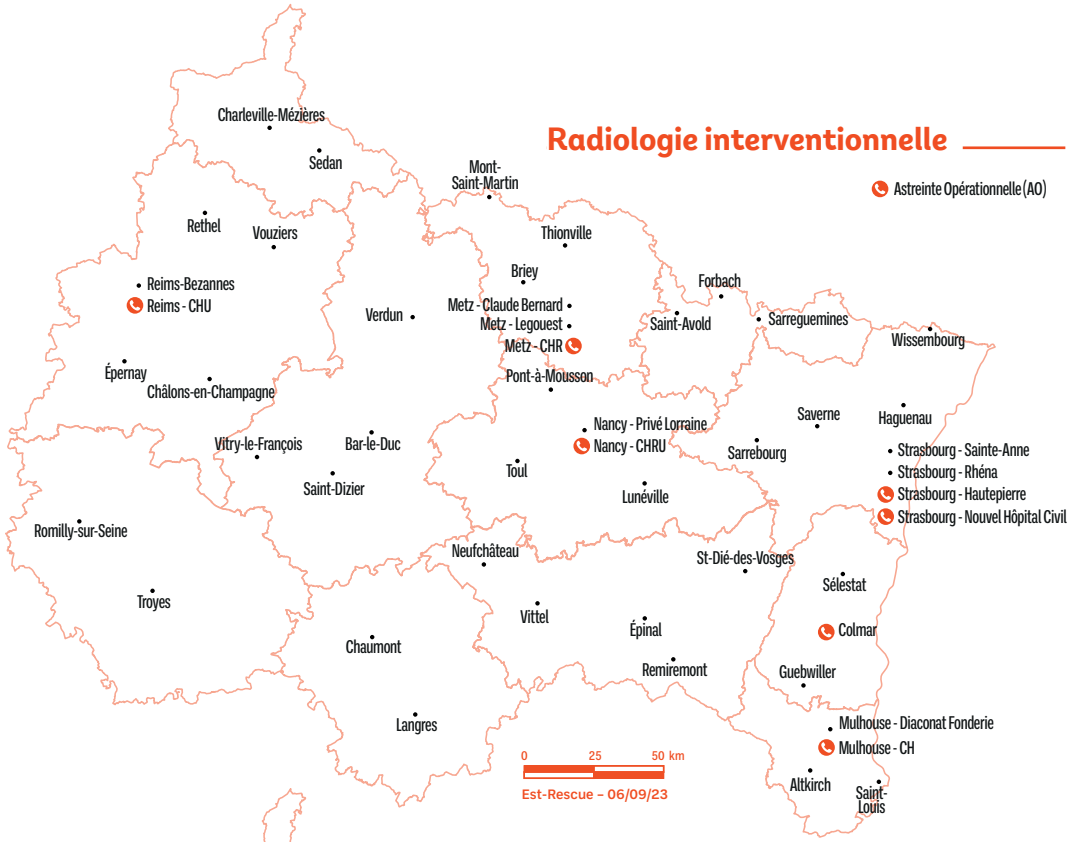 Radiologie interventionnelle
Astreinte Opérationnelle (AO)
Charleville-Mézières
Sedan
Mont-
Saint-Martin
Rethel
Vouziers
Thionville
Briey
Forbach
Reims-Bezannes
Reims - CHU
Verdun
Metz - Claude Bernard
Metz - Legouest
Metz - CHR
Saint-Avold
Sarreguemines
Wissembourg
Épernay
Châlons-en-Champagne
Pont-à-Mousson
Vitry-le-François
Bar-le-Duc
Saint-Dizier
Nancy - Privé Lorraine
Nancy - CHRU
Toul
Lunéville
Saverne
Haguenau
Sarrebourg
Strasbourg - Sainte-Anne
Strasbourg - Rhéna
Strasbourg - Hautepierre
Strasbourg - Nouvel Hôpital Civil
Romilly-sur-Seine
Troyes
Neufchâteau
St-Dié-des-Vosges
Sélestat
Vittel
Épinal
Colmar
Chaumont
Remiremont
Guebwiller
Langres
Mulhouse - Diaconat Fonderie
Mulhouse - CH
Altkirch
Saint-
Louis
0 25 50 km
Est-Rescue – 06/09/23